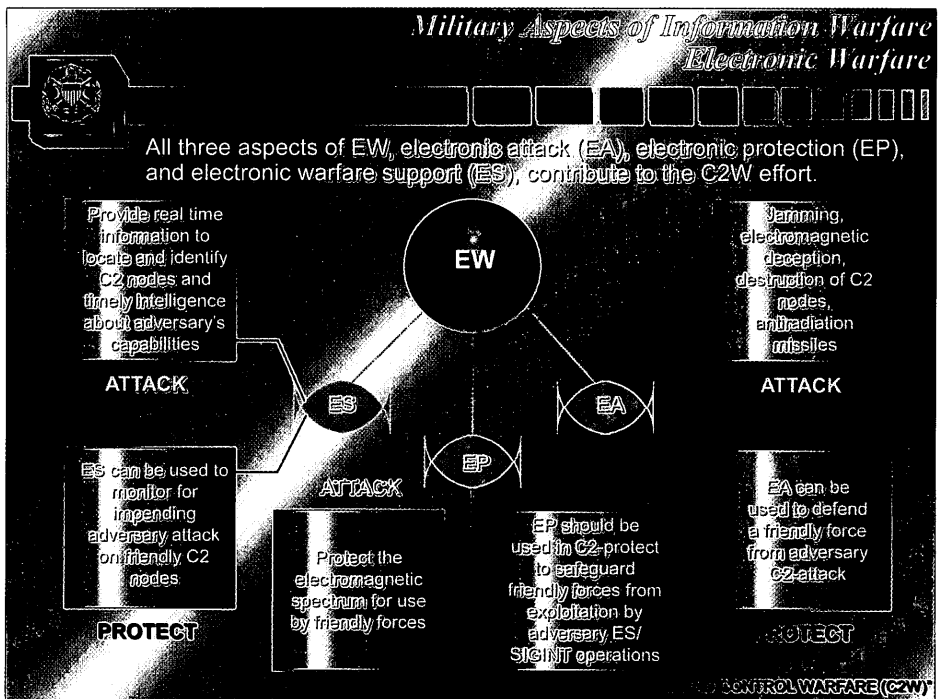 Military Aspects of Information Warfare
Electronic Warfare
All three aspects of EW, electronic attack (EA), electronic protection (EP),
and electronic warfare support (ES), contribute to the C2W effort.
EW
Provide real time
information to
locate and identify
C2 nodes and
timely intelligence
about adversary's
capabilities
ATTACK
Jamming,
electromagnetic
deception,
destruction of C2
nodes,
antiradiation
missiles
ATTACK
ES
EP
EA
ES can be used to
monitor for
impending
adversary attack
on friendly C2
nodes
PROTECT
ATTACK
Protect the
electromagnetic
spectrum for use
by friendly forces
EP should be
used in C2-protect
to safeguard
friendly forces from
exploitation by
adversary ES/
SIGINT operations
EA can be
used to defend
a friendly force
from adversary
C2-attack
PROTECT
CONTROL WARFARE (C2W)"